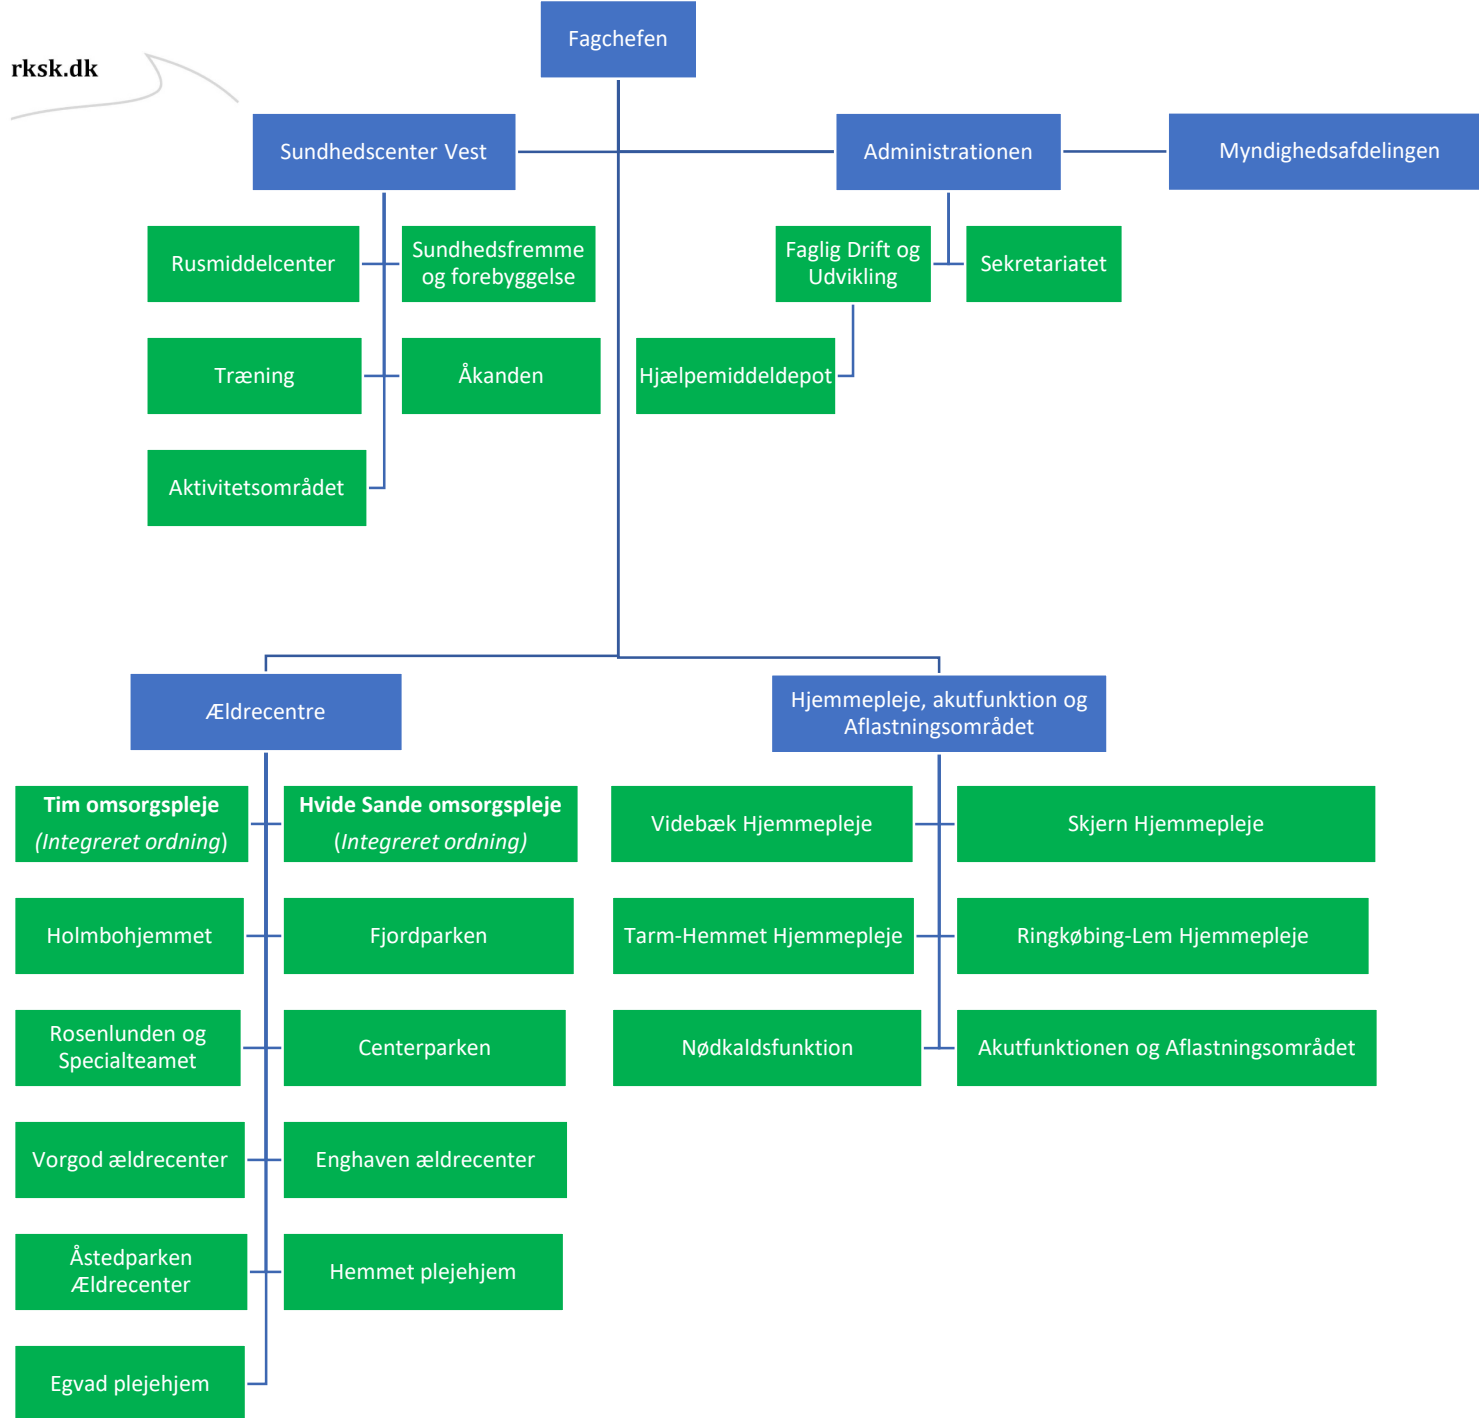 Fagchefen
rksk.dk
Sundhedscenter Vest
Administrationen
Myndighedsafdelingen
Rusmiddelcenter
Sundhedsfremme
og forebyggelse
Faglig Drift og
Udvikling
Sekretariatet
Træning
Åkanden
Hjælpemiddeldepot
Aktivitetsområdet
Ældrecentre
Hjemmepleje, akutfunktion og
Aflastningsområdet
Tim omsorgspleje
(Integreret ordning)
Hvide Sande omsorgspleje
(Integreret ordning)
Videbæk Hjemmepleje
Skjern Hjemmepleje
Holmbohjemmet
Fjordparken
Tarm-Hemmet Hjemmepleje
Ringkøbing-Lem Hjemmepleje
Rosenlunden og
Specialteamet
Centerparken
Nødkaldsfunktion
Akutfunktionen og Aflastningsområdet
Vorgod ældrecenter
Enghaven ældrecenter
Åstedparken
Ældrecenter
Hemmet plejehjem
Egvad plejehjem